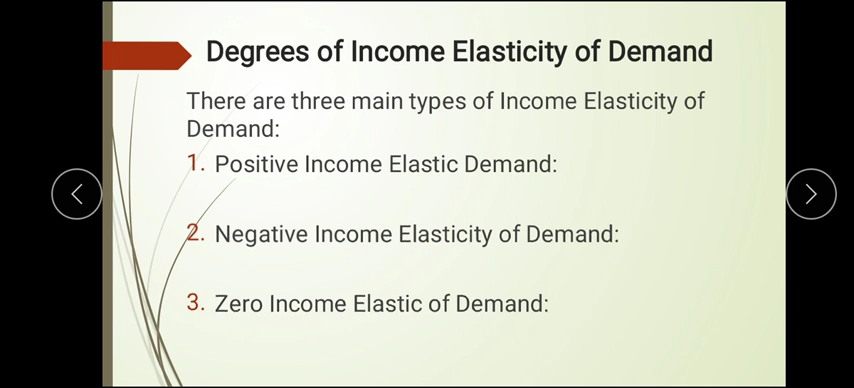 Degrees of Income Elasticity of Demand
There are three main types of Income Elasticity of
Demand:
1. Positive Income Elastic Demand:
2. Negative Income Elasticity of Demand:
3. Zero Income Elastic of Demand: